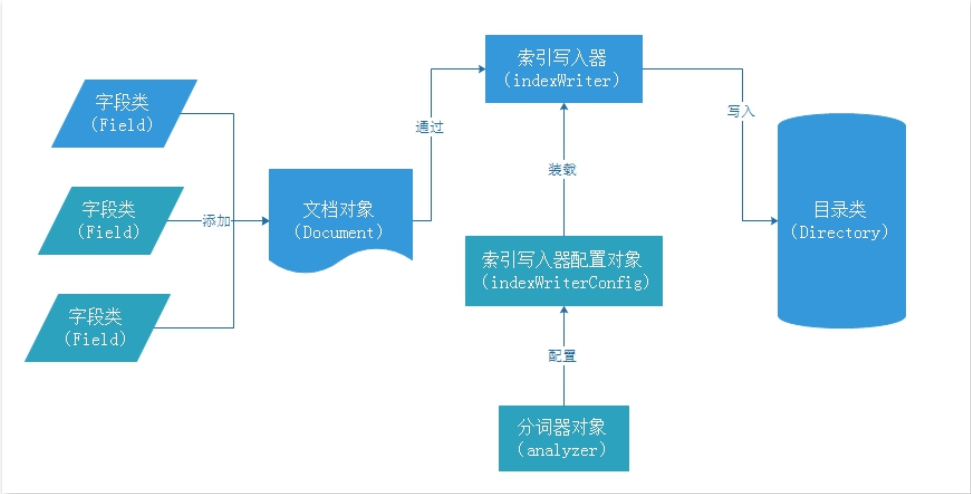 字段类
（Field）
字段类
（Field）
字段类
（Field）
添加
文档对象
（Document）
通过
索引写入器
（indexWriter）
装载
索引写入器配置对象
（indexWriterConfig）
配置
分词器对象
（analyzer）
写入
目录类
（Directory）